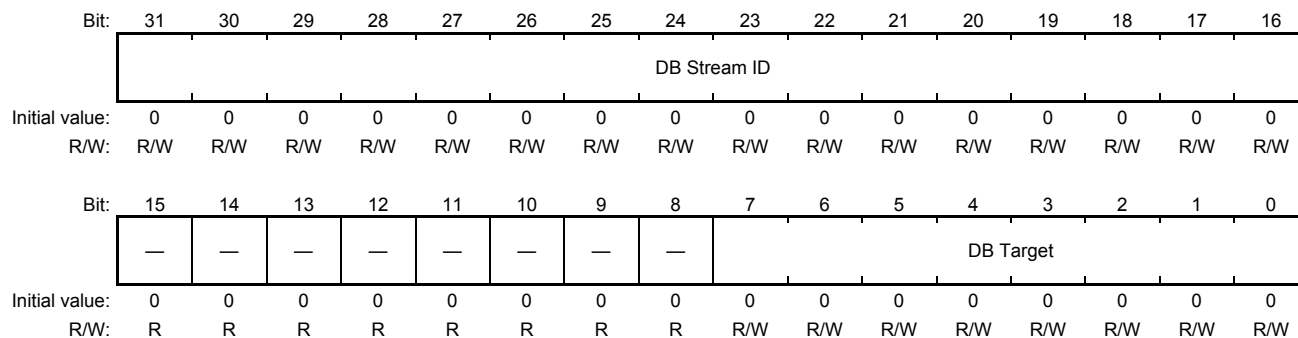 Bit: 31 30 29 28 27 26 25 24 23 22 21 20 19 18 17 16
DB Stream ID
Initial value: 0 0 0 0 0 0 0 0 0 0 0 0 0 0 0 0
R/W: R/W R/W R/W R/W R/W R/W R/W R/W R/W R/W R/W R/W R/W R/W R/W R/W
Bit: 15 14 13 12 11 10 9 8 7 6 5 4 3 2 1 0
— — — — — — — — DB Target
Initial value: 0 0 0 0 0 0 0 0 0 0 0 0 0 0 0 0
R/W: R R R R R R R R R/W R/W R/W R/W R/W R/W R/W R/W